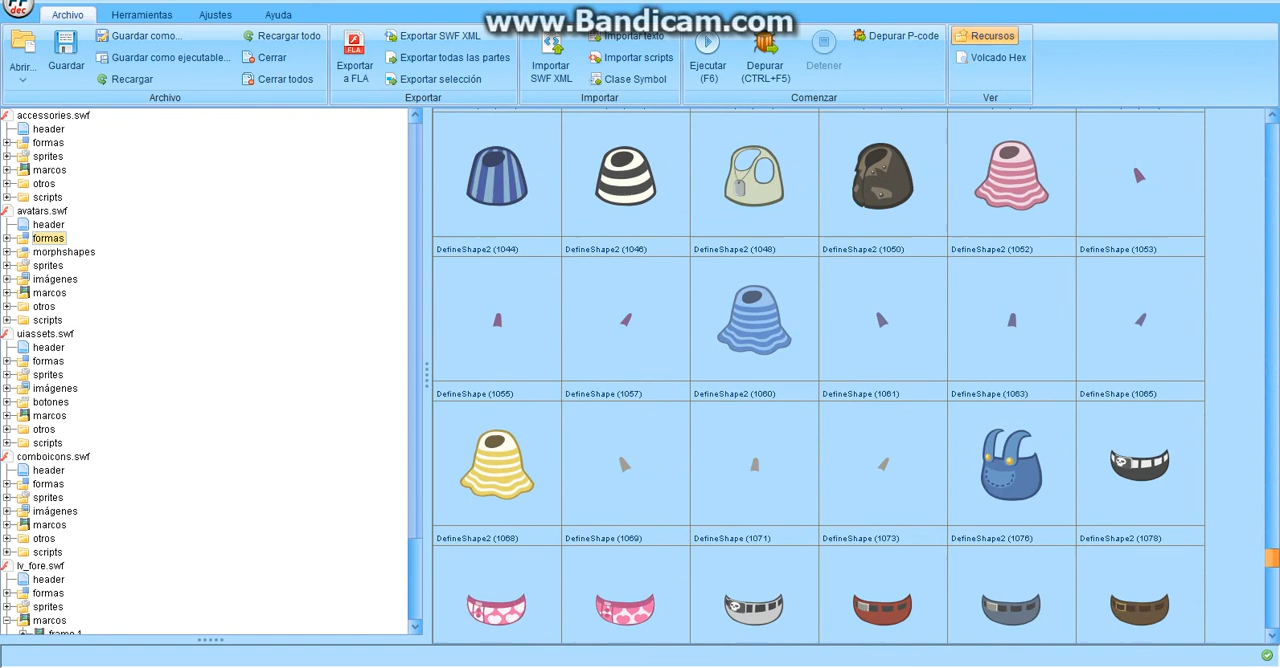 FF
dec
Archivo Herramientas Ajustes Ayuda
www.Bandicam.com
Abrir...
Guardar
Guardar como...
Guardar como ejecutable...
Recargar
Recargar todo
Cerrar
Cerrar todos
Archivo
FLA
Exportar
a FLA
Exportar SWF XML
Exportar todas las partes
Exportar selección
Exportar
Importar
SWF XML
Importar texto
Importar scripts
Clase Symbol
Importar
Ejecutar
(F6)
Depurar
(CTRL+F5)
Detener
Depurar P-code
Comenzar
Recursos
Volcado Hex
Ver
accessories.swf
header
formas
sprites
marcos
otros
scripts
avatars.swf
header
formas
morphshapes
sprites
imágenes
marcos
otros
scripts
uiassets.swf
header
formas
sprites
imágenes
botones
marcos
otros
scripts
comboicons.swf
header
formas
sprites
imágenes
marcos
otros
scripts
lv_fore.swf
header
formas
sprites
marcos
frame 1
DefineShape2 (1044) DefineShape2 (1046) DefineShape2 (1048) DefineShape2 (1050) DefineShape2 (1052) DefineShape (1053)
DefineShape (1055) DefineShape (1057) DefineShape2 (1060) DefineShape (1061) DefineShape (1063) DefineShape (1065)
DefineShape2 (1068) DefineShape (1069) DefineShape (1071) DefineShape (1073) DefineShape2 (1076) DefineShape2 (1078)